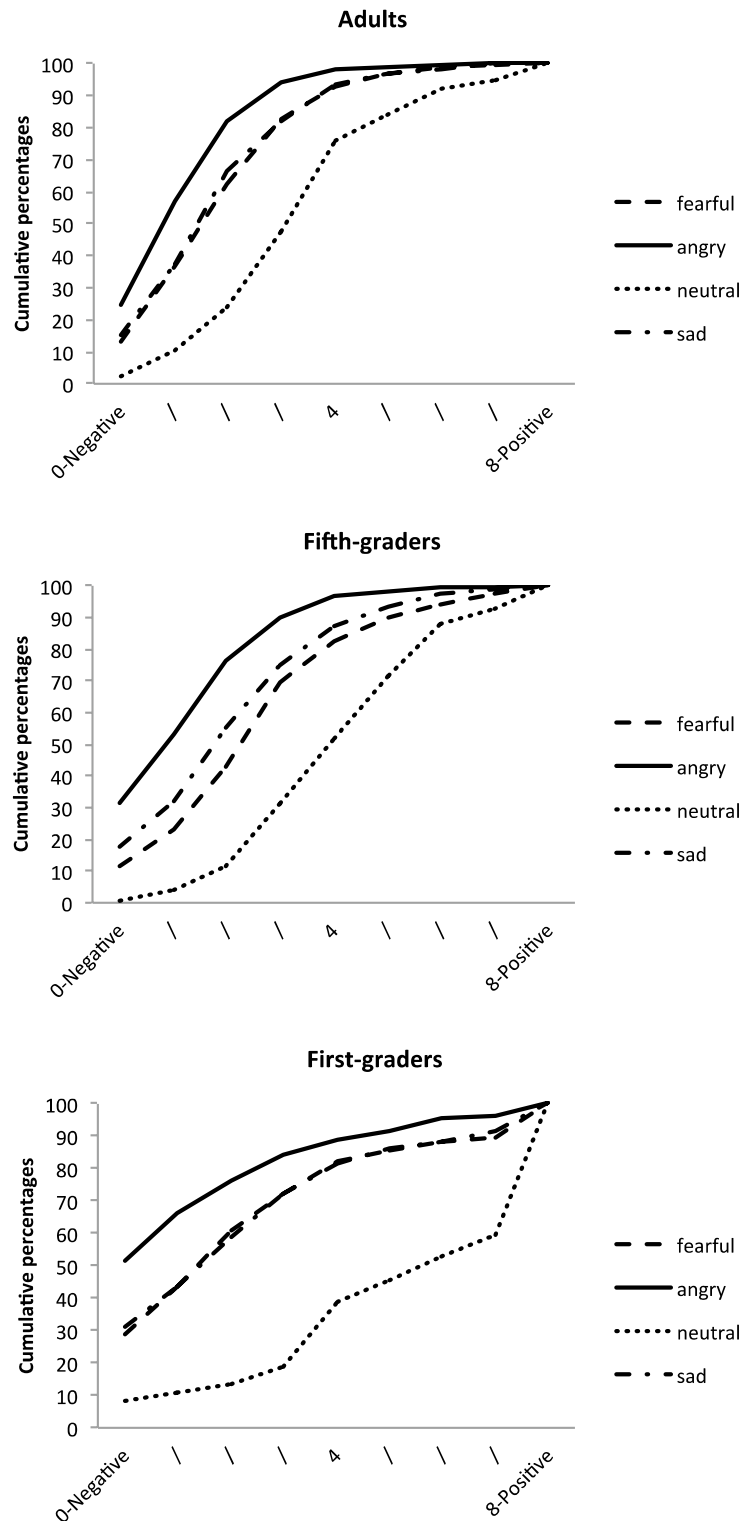 Adults
Cumulative percentages
100
90
80
70
60
50
40
30
20
10
0
0-Negative
/
/
/
4
/
/
/
8-Positive
fearful
angry
neutral
sad
Fifth-graders
Cumulative percentages
100
90
80
70
60
50
40
30
20
10
0
0-Negative
/
/
/
4
/
/
/
8-Positive
fearful
angry
neutral
sad
First-graders
Cumulative percentages
100
90
80
70
60
50
40
30
20
10
0
0-Negative
/
/
/
4
/
/
/
8-Positive
fearful
angry
neutral
sad